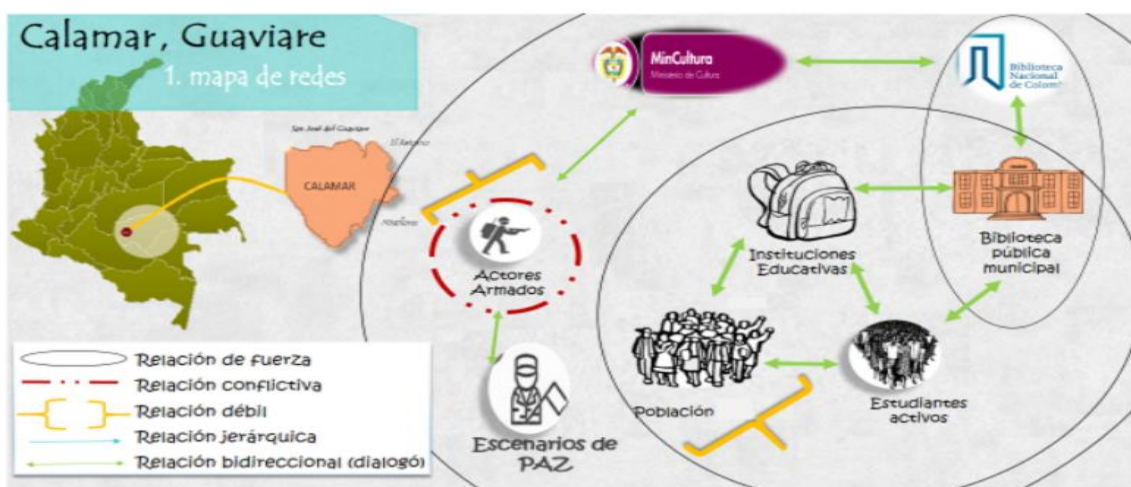 Calamar, Guaviare
1. mapa de redes
San José del Guaviare
El Retorno
CALAMAR
Miraflores
MinCultura
Ministerio de Cultura
Biblioteca
Nacional
de Colom
Actores
Armados
Instituciones
Educativas
Biblioteca
pública
municipal
Población
Estudiantes
activos
Escenarios de
PAZ
Relación de fuerza
Relación conflictiva
Relación débil
Relación jerárquica
Relación bidireccional (dialogó)